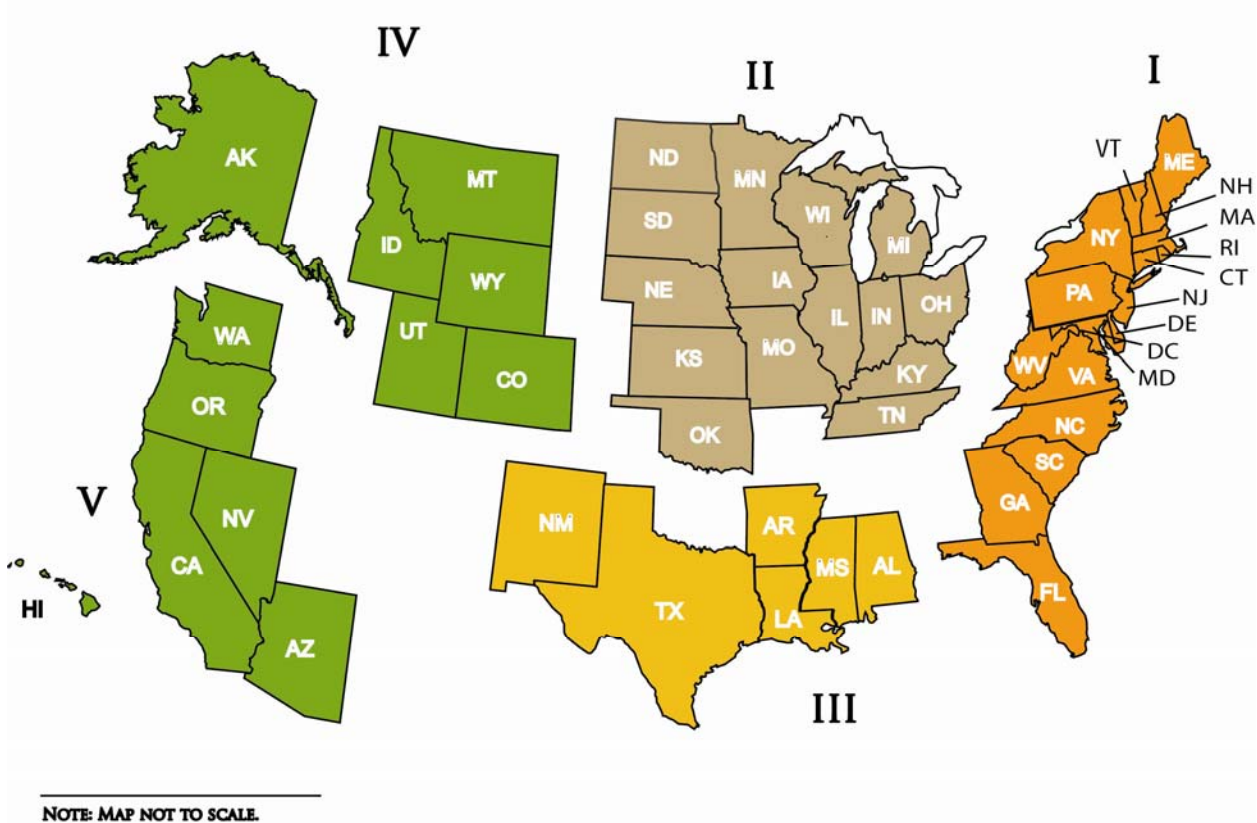 IV
II
I
AK
MT
ID
WY
UT
CO
WA
OR
V
NV
CA
HI
AZ
ND
MN
SD
WI
MI
NE
IA
IL
IN
OH
KS
MO
KY
OK
TN
NM
TX
AR
LA
MS
AL
III
VT
ME
NH
MA
NY
RI
CT
PA
NJ
DE
DC
MD
WV
VA
NC
SC
GA
FL
NOTE: MAP NOT TO SCALE.